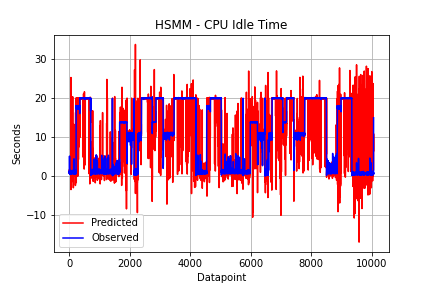 HSMM - CPU Idle Time
Seconds
30
20
10
0
−10
Predicted
Observed
0
2000
4000
6000
8000
10000
Datapoint